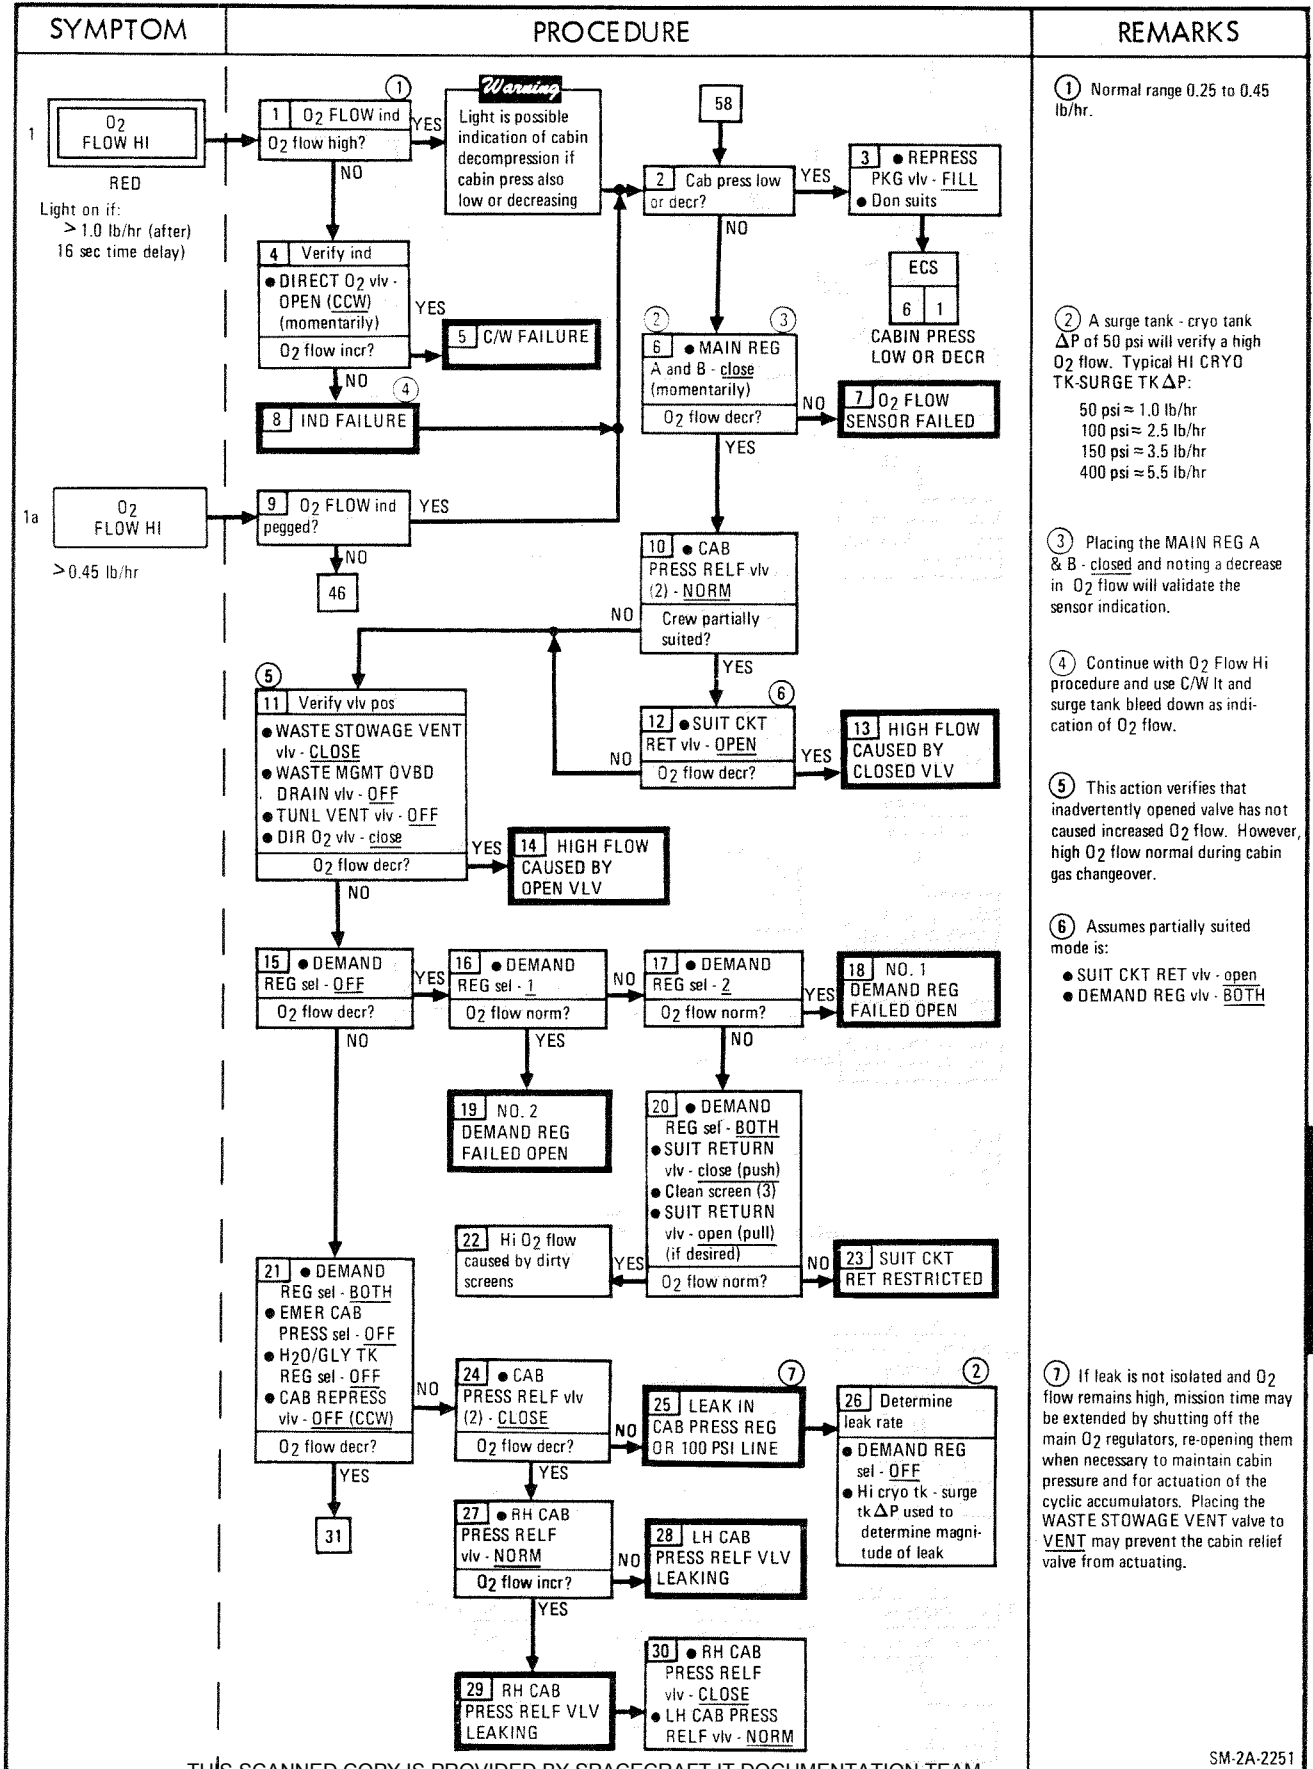 SYMPTOM
PROCEDURE
REMARKS
1
O2
FLOW HI
RED
Light on if:
> 1.0 lb/hr (after)
16 sec time delay)
1
1 O2 FLOW ind
O2 flow high?
YES
NO
Warning
Light is possible
indication of cabin
decompression if
cabin press also
low or decreasing
58
2 Cab press low
or decr?
YES
NO
3 ● REPRESS
PKG vlv - FILL
● Don suits
ECS
6 1
CABIN PRESS
LOW OR DECR
4 Verify ind
● DIRECT O2 vlv -
OPEN (CCW)
(momentarily)
O2 flow incr?
YES
NO
5 C/W FAILURE
4
8 IND FAILURE
2
3
6 ● MAIN REG
A and B - close
(momentarily)
O2 flow decr?
NO
YES
7 O2 FLOW
SENSOR FAILED
1a
O2
FLOW HI
> 0.45 lb/hr
9 O2 FLOW ind
pegged?
YES
NO
46
10 ● CAB
PRESS RELF vlv
(2) - NORM
Crew partially
suited?
NO
YES
5
11 Verify vlv pos
● WASTE STOWAGE VENT
vlv - CLOSE
● WASTE MGMT OVBD
DRAIN vlv - OFF
● TUNL VENT vlv - OFF
● DIR O2 vlv - close
O2 flow decr?
YES
NO
6
12 ● SUIT CKT
RET vlv - OPEN
O2 flow decr?
NO
YES
13 HIGH FLOW
CAUSED BY
CLOSED VLV
14 HIGH FLOW
CAUSED BY
OPEN VLV
15 ● DEMAND
REG sel - OFF
O2 flow decr?
YES
NO
16 ● DEMAND
REG sel - 1
O2 flow norm?
NO
YES
17 ● DEMAND
REG sel - 2
O2 flow norm?
YES
NO
18 NO. 1
DEMAND REG
FAILED OPEN
19 NO. 2
DEMAND REG
FAILED OPEN
20 ● DEMAND
REG sel - BOTH
● SUIT RETURN
vlv - close (push)
● Clean screen (3)
● SUIT RETURN
vlv - open (pull)
(if desired)
O2 flow norm?
YES
NO
22 Hi O2 flow
caused by dirty
screens
23 SUIT CKT
RET RESTRICTED
21 ● DEMAND
REG sel - BOTH
● EMER CAB
PRESS sel - OFF
● H2O/GLY TK
REG sel - OFF
● CAB REPRESS
vlv - OFF (CCW)
O2 flow decr?
NO
YES
31
24 ● CAB
PRESS RELF vlv
(2) - CLOSE
O2 flow decr?
NO
YES
7
25 LEAK IN
CAB PRESS REG
OR 100 PSI LINE
2
26 Determine
leak rate
● DEMAND REG
sel - OFF
● Hi cryo tk - surge
tk ΔP used to
determine magni-
tude of leak
27 ● RH CAB
PRESS RELF
vlv - NORM
O2 flow incr?
NO
YES
28 LH CAB
PRESS RELF VLV
LEAKING
29 RH CAB
PRESS RELF VLV
LEAKING
30 ● RH CAB
PRESS RELF
vlv - CLOSE
● LH CAB PRESS
RELF vlv - NORM
1 Normal range 0.25 to 0.45
lb/hr.
2 A surge tank - cryo tank
ΔP of 50 psi will verify a high
O2 flow. Typical HI CRYO
TK-SURGE TK ΔP:
50 psi ≈ 1.0 lb/hr
100 psi ≈ 2.5 lb/hr
150 psi ≈ 3.5 lb/hr
400 psi ≈ 5.5 lb/hr
3 Placing the MAIN REG A
& B - closed and noting a decrease
in O2 flow will validate the
sensor indication.
4 Continue with O2 Flow Hi
procedure and use C/W lt and
surge tank bleed down as indi-
cation of O2 flow.
5 This action verifies that
inadvertently opened valve has not
caused increased O2 flow. However,
high O2 flow normal during cabin
gas changeover.
6 Assumes partially suited
mode is:
● SUIT CKT RET vlv - open
● DEMAND REG vlv - BOTH
7 If leak is not isolated and O2
flow remains high, mission time may
be extended by shutting off the
main O2 regulators, re-opening them
when necessary to maintain cabin
pressure and for actuation of the
cyclic accumulators. Placing the
WASTE STOWAGE VENT valve to
VENT may prevent the cabin relief
valve from actuating.
SM-2A-2251
THIS SCANNED COPY IS PROVIDED BY SPACECRAFT IT DOCUMENTATION TEAM